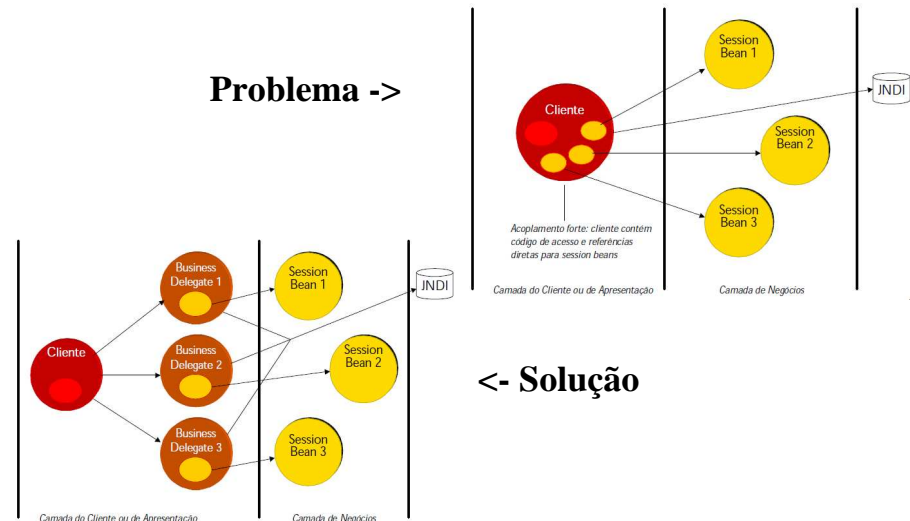 Problema ->
Cliente
Session
Bean 1
JNDI
Session
Bean 2
Session
Bean 3
Acoplamento forte: cliente contém
código de acesso e referências
diretas para session beans
Camada do Cliente ou de Apresentação
Camada de Negócios
<- Solução
Cliente
Business
Delegate 1
Session
Bean 1
JNDI
Business
Delegate 2
Session
Bean 2
Business
Delegate 3
Session
Bean 3
Camada do Cliente ou de Apresentação
Camada de Negócios